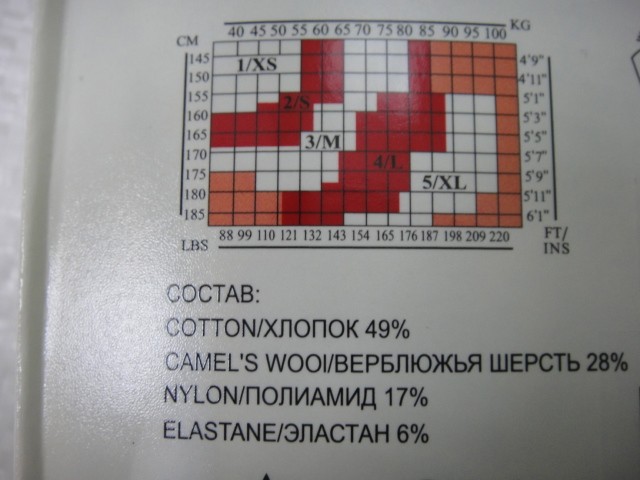 40 45 50 55 60 65 70 75 80 85 90 95 100 KG
CM
145 4'9"
1/XS
150 4'11"
155 5'1"
2/S
160 5'3"
165 5'5"
3/M
170 5'7"
4/L
175 5'9"
5/XL
180 5'11"
185 6'1"
LBS 88 99 110 121 132 143 154 165 176 187 198 209 220 FT/
INS
СОСТАВ:
COTTON/ХЛОПОК 49%
CAMEL'S WOOl/ВЕРБЛЮЖЬЯ ШЕРСТЬ 28%
NYLON/ПОЛИАМИД 17%
ELASTANE/ЭЛАСТАН 6%